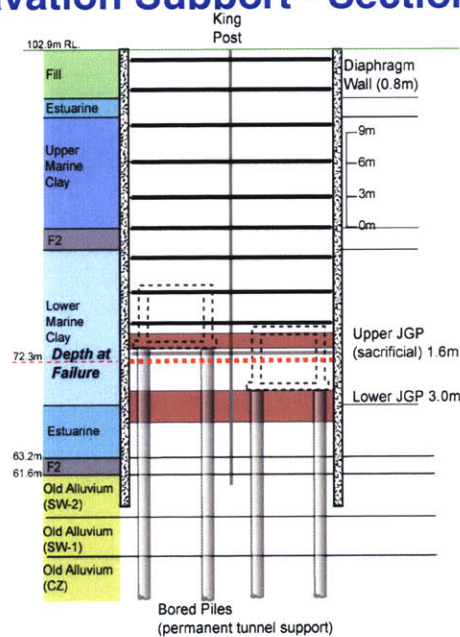 avation Support - Section
King
Post
102.9m RL.
Fill
Diaphragm
Wall (0.8m)
Estuarine
9m
Upper
Marine
Clay
6m
3m
0m
F2
Lower
Marine
Clay
Upper JGP
(sacrificial) 1.6m
72.3m
Depth at
Failure
Lower JGP 3.0m
Estuarine
63.2m
F2
61.6m
Old Alluvium
(SW-2)
Old Alluvium
(SW-1)
Old Alluvium
(CZ)
Bored Piles
(permanent tunnel support)